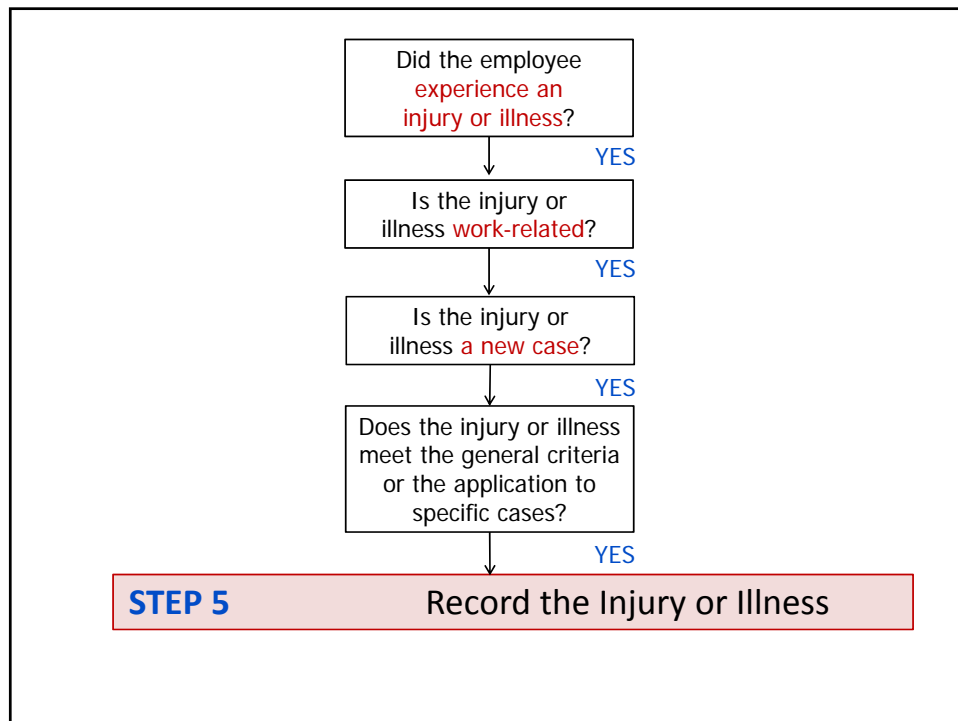 Did the employee
experience an
injury or illness?
YES
Is the injury or
illness work-related?
YES
Is the injury or
illness a new case?
YES
Does the injury or illness
meet the general criteria
or the application to
specific cases?
YES
STEP 5 Record the Injury or Illness